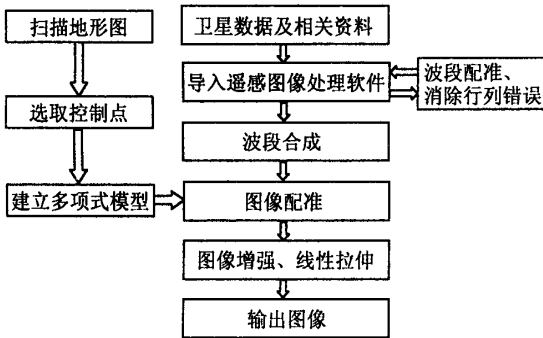 扫描地形图
选取控制点
建立多项式模型
卫星数据及相关资料
导入遥感图像处理软件
波段配准、
消除行列错误
波段合成
图像配准
图像增强、线性拉伸
输出图像